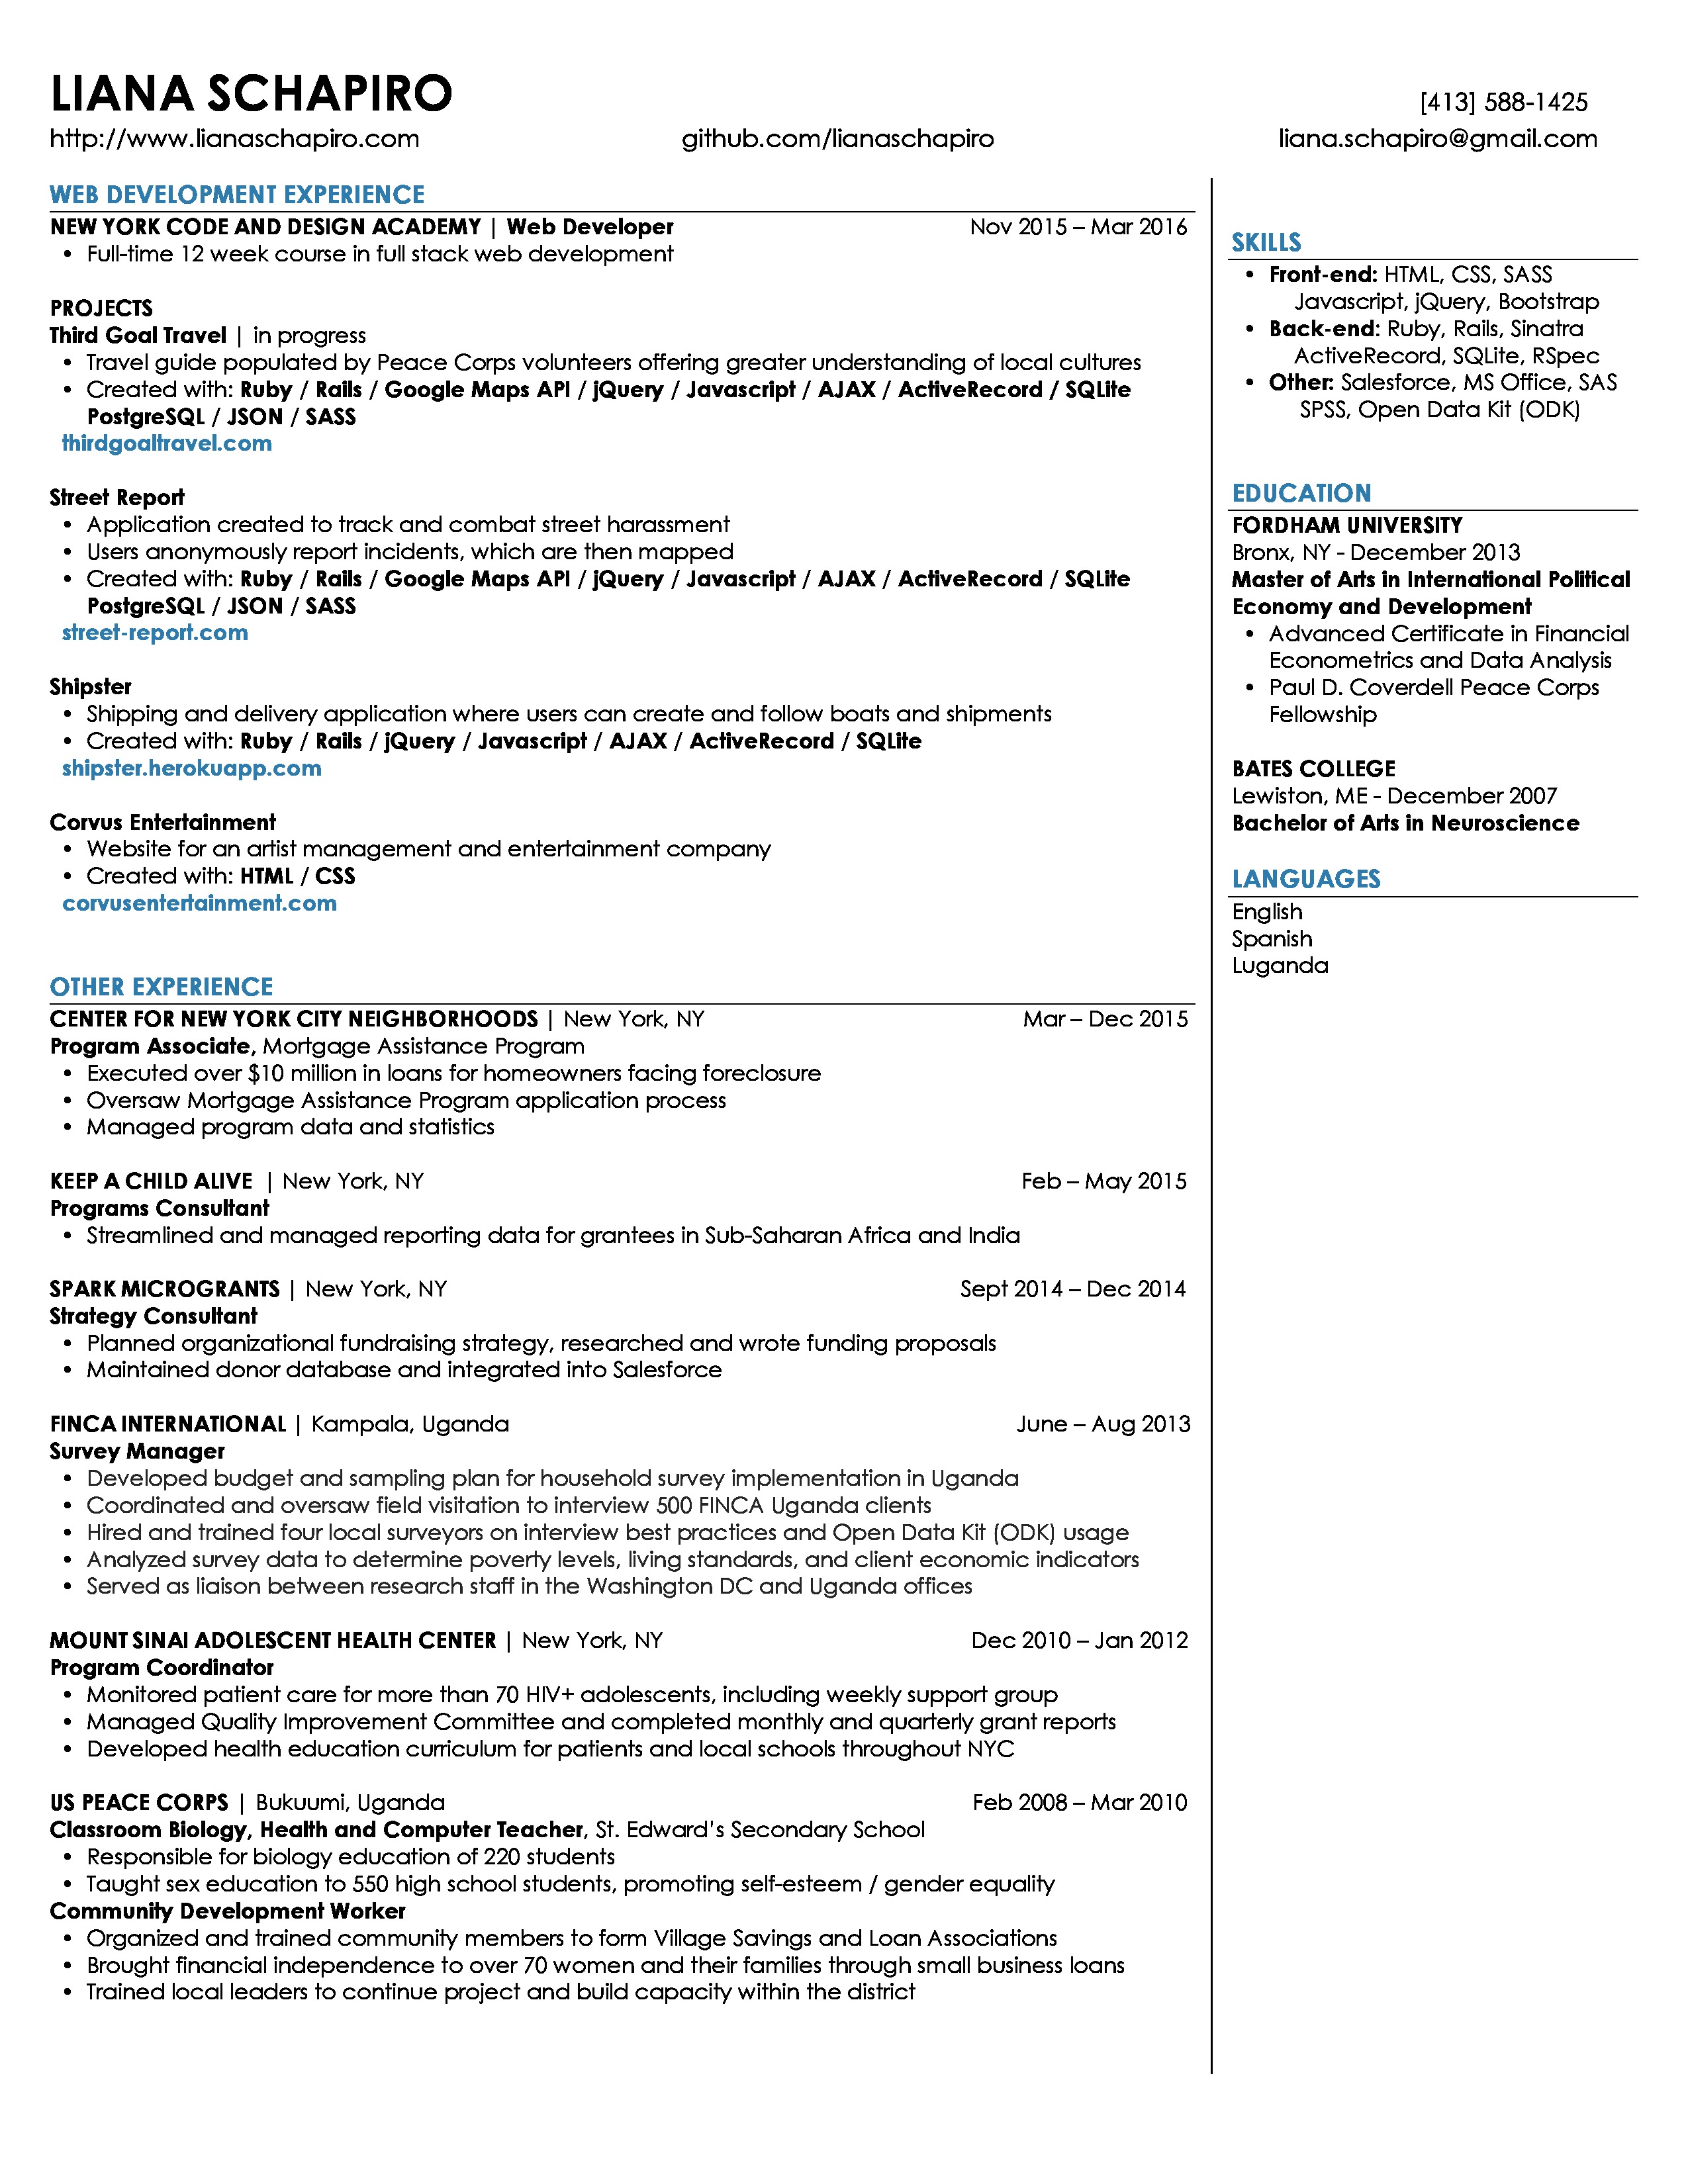 LIANA SCHAPIRO
[413] 588-1425
http://www.lianaschapiro.com github.com/lianaschapiro liana.schapiro@gmail.com
WEB DEVELOPMENT EXPERIENCE
NEW YORK CODE AND DESIGN ACADEMY | Web Developer Nov 2015 – Mar 2016
• Full-time 12 week course in full stack web development
PROJECTS
Third Goal Travel | in progress
• Travel guide populated by Peace Corps volunteers offering greater understanding of local cultures
• Created with: Ruby / Rails / Google Maps API / jQuery / Javascript / AJAX / ActiveRecord / SQLite
PostgreSQL / JSON / SASS
thirdgoaltravel.com
Street Report
• Application created to track and combat street harassment
• Users anonymously report incidents, which are then mapped
• Created with: Ruby / Rails / Google Maps API / jQuery / Javascript / AJAX / ActiveRecord / SQLite
PostgreSQL / JSON / SASS
street-report.com
Shipster
• Shipping and delivery application where users can create and follow boats and shipments
• Created with: Ruby / Rails / jQuery / Javascript / AJAX / ActiveRecord / SQLite
shipster.herokuapp.com
Corvus Entertainment
• Website for an artist management and entertainment company
• Created with: HTML / CSS
corvusentertainment.com
OTHER EXPERIENCE
CENTER FOR NEW YORK CITY NEIGHBORHOODS | New York, NY Mar – Dec 2015
Program Associate, Mortgage Assistance Program
• Executed over $10 million in loans for homeowners facing foreclosure
• Oversaw Mortgage Assistance Program application process
• Managed program data and statistics
KEEP A CHILD ALIVE | New York, NY Feb – May 2015
Programs Consultant
• Streamlined and managed reporting data for grantees in Sub-Saharan Africa and India
SPARK MICROGRANTS | New York, NY Sept 2014 – Dec 2014
Strategy Consultant
• Planned organizational fundraising strategy, researched and wrote funding proposals
• Maintained donor database and integrated into Salesforce
FINCA INTERNATIONAL | Kampala, Uganda June – Aug 2013
Survey Manager
• Developed budget and sampling plan for household survey implementation in Uganda
• Coordinated and oversaw field visitation to interview 500 FINCA Uganda clients
• Hired and trained four local surveyors on interview best practices and Open Data Kit (ODK) usage
• Analyzed survey data to determine poverty levels, living standards, and client economic indicators
• Served as liaison between research staff in the Washington DC and Uganda offices
MOUNT SINAI ADOLESCENT HEALTH CENTER | New York, NY Dec 2010 – Jan 2012
Program Coordinator
• Monitored patient care for more than 70 HIV+ adolescents, including weekly support group
• Managed Quality Improvement Committee and completed monthly and quarterly grant reports
• Developed health education curriculum for patients and local schools throughout NYC
US PEACE CORPS | Bukuumi, Uganda Feb 2008 – Mar 2010
Classroom Biology, Health and Computer Teacher, St. Edward's Secondary School
• Responsible for biology education of 220 students
• Taught sex education to 550 high school students, promoting self-esteem / gender equality
Community Development Worker
• Organized and trained community members to form Village Savings and Loan Associations
• Brought financial independence to over 70 women and their families through small business loans
• Trained local leaders to continue project and build capacity within the district
SKILLS
• Front-end: HTML, CSS, SASS
Javascript, jQuery, Bootstrap
• Back-end: Ruby, Rails, Sinatra
ActiveRecord, SQLite, RSpec
• Other: Salesforce, MS Office, SAS
SPSS, Open Data Kit (ODK)
EDUCATION
FORDHAM UNIVERSITY
Bronx, NY - December 2013
Master of Arts in International Political
Economy and Development
• Advanced Certificate in Financial
Econometrics and Data Analysis
• Paul D. Coverdell Peace Corps
Fellowship
BATES COLLEGE
Lewiston, ME - December 2007
Bachelor of Arts in Neuroscience
LANGUAGES
English
Spanish
Luganda